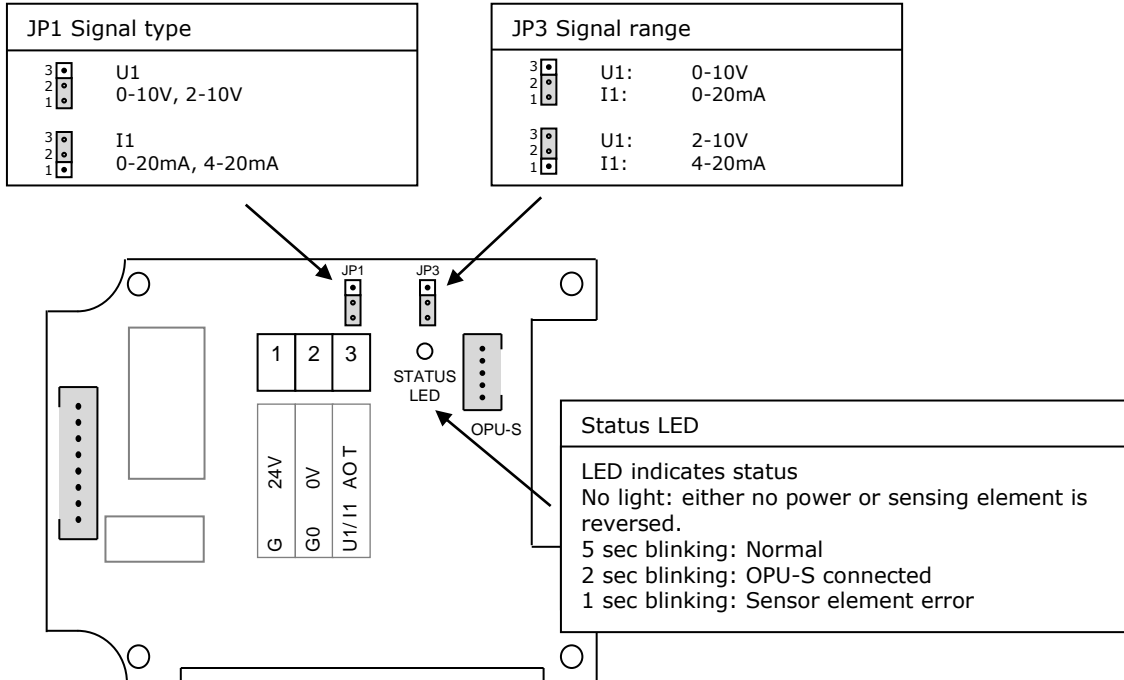 JP1 Signal type
3
2
1
U1
0-10V, 2-10V
3
2
1
I1
0-20mA, 4-20mA
JP3 Signal range
3
2
1
U1: 0-10V
I1: 0-20mA
3
2
1
U1: 2-10V
I1: 4-20mA
JP1
JP3
1 2 3
STATUS
LED
OPU-S
G 24V
G0 0V
U1/I1 AOT
Status LED
LED indicates status
No light: either no power or sensing element is
reversed.
5 sec blinking: Normal
2 sec blinking: OPU-S connected
1 sec blinking: Sensor element error